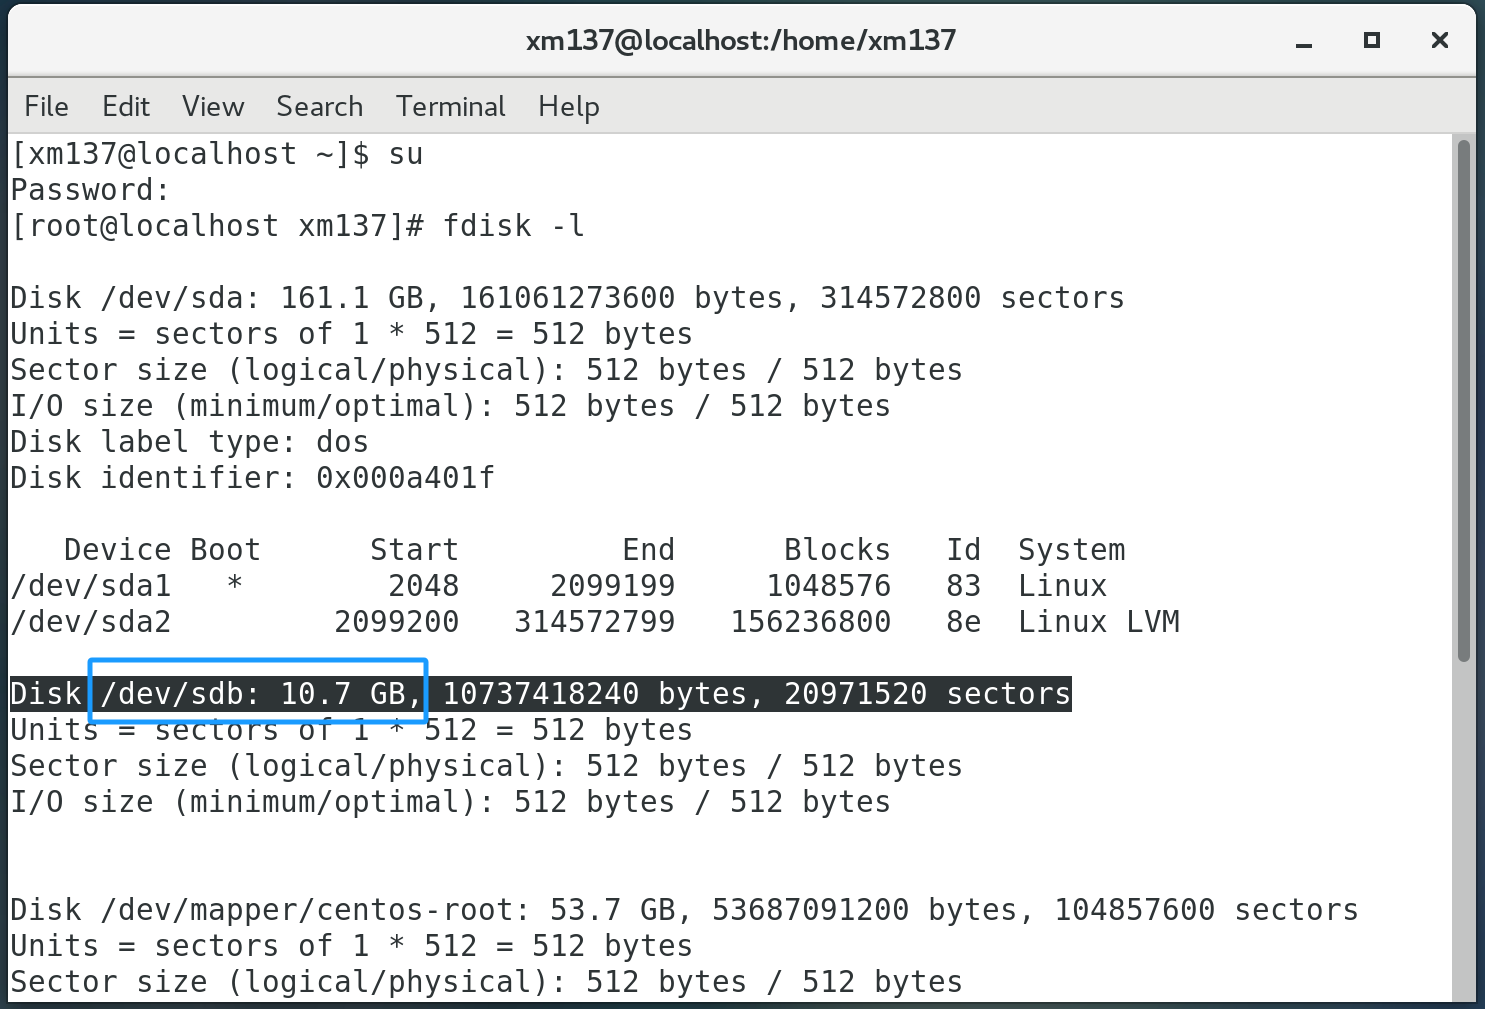 xm137@localhost:/home/xm137
File Edit View Search Terminal Help
[xm137@localhost ~]$ su
Password:
[root@localhost xm137]# fdisk -l
Disk /dev/sda: 161.1 GB, 161061273600 bytes, 314572800 sectors
Units = sectors of 1 * 512 = 512 bytes
Sector size (logical/physical): 512 bytes / 512 bytes
I/O size (minimum/optimal): 512 bytes / 512 bytes
Disk label type: dos
Disk identifier: 0x000a401f
   Device Boot      Start         End      Blocks   Id  System
/dev/sda1   *        2048     2099199     1048576   83  Linux
/dev/sda2         2099200   314572799   156236800   8e  Linux LVM
Disk /dev/sdb: 10.7 GB, 10737418240 bytes, 20971520 sectors
Units = sectors of 1 * 512 = 512 bytes
Sector size (logical/physical): 512 bytes / 512 bytes
I/O size (minimum/optimal): 512 bytes / 512 bytes
Disk /dev/mapper/centos-root: 53.7 GB, 53687091200 bytes, 104857600 sectors
Units = sectors of 1 * 512 = 512 bytes
Sector size (logical/physical): 512 bytes / 512 bytes